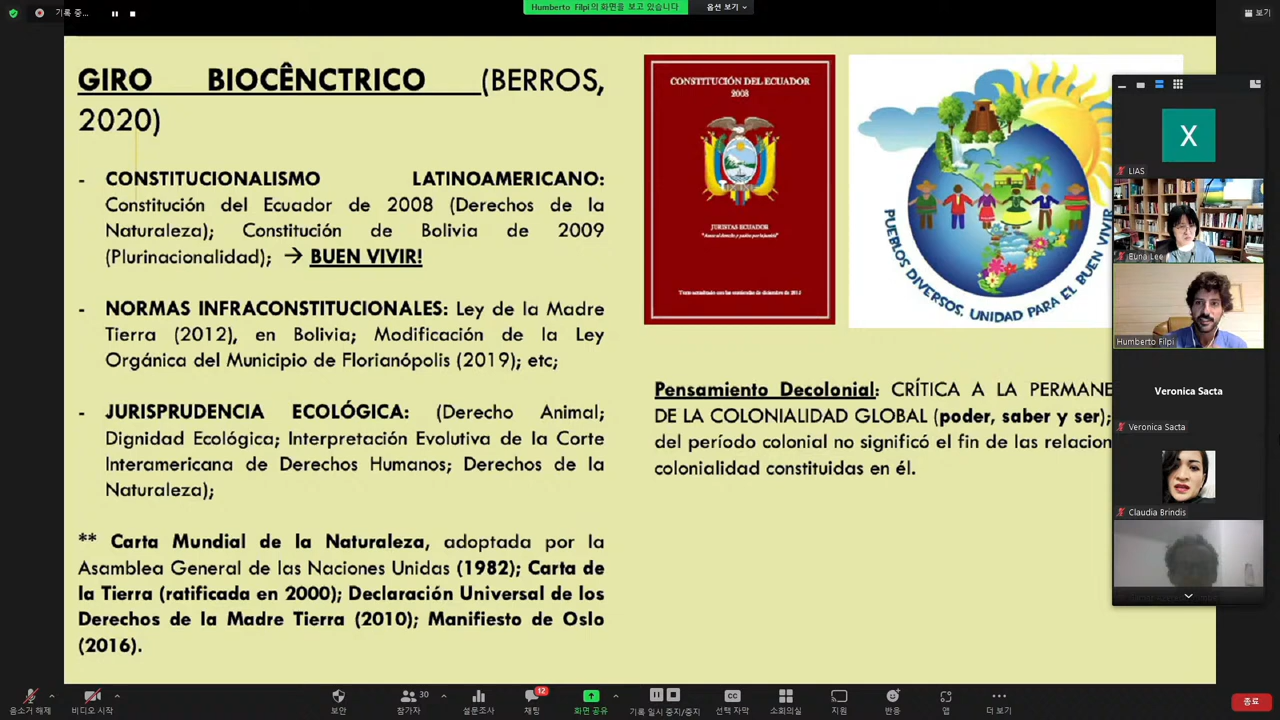 기록 중...
Humberto Filpi의 화면을 보고 있습니다
옵션 보기
보기
GIRO BIOCÊNCTRICO (BERROS,
2020)
- CONSTITUCIONALISMO LATINOAMERICANO:
Constitución del Ecuador de 2008 (Derechos de la
Naturaleza); Constitución de Bolivia de 2009
(Plurinacionalidad); → BUEN VIVIR!
- NORMAS INFRACONSTITUCIONALES: Ley de la Madre
Tierra (2012), en Bolivia; Modificación de la Ley
Orgánica del Municipio de Florianópolis (2019); etc;
- JURISPRUDENCIA ECOLÓGICA: (Derecho Animal;
Dignidad Ecológica; Interpretación Evolutiva de la Corte
Interamericana de Derechos Humanos; Derechos de la
Naturaleza);
** Carta Mundial de la Naturaleza, adoptada por la
Asamblea General de las Naciones Unidas (1982); Carta de
la Tierra (ratificada en 2000); Declaración Universal de los
Derechos de la Madre Tierra (2010); Manifiesto de Oslo
(2016).
CONSTITUCIÓN DEL ECUADOR
2008
JURISTAS ECUADOR
PUEBLOS DIVERSOS, UNIDAD PARA EL BUEN VIVIR
Pensamiento Decolonial: CRÍTICA A LA PERMANE
DE LA COLONIALIDAD GLOBAL (poder, saber y ser);
del período colonial no significó el fin de las relacion
colonialidad constituidas en él.
X
LIAS
Euna Lee
Humberto Filpi
Veronica Sacta
Veronica Sacta
Claudia Brindis
음소거 해제
비디오 시작
보안
30
참가자
설문조사
12
채팅
화면 공유
기록 일시 중지/중지
선택 자막
소회의실
지원
반응
앱
더 보기
종료